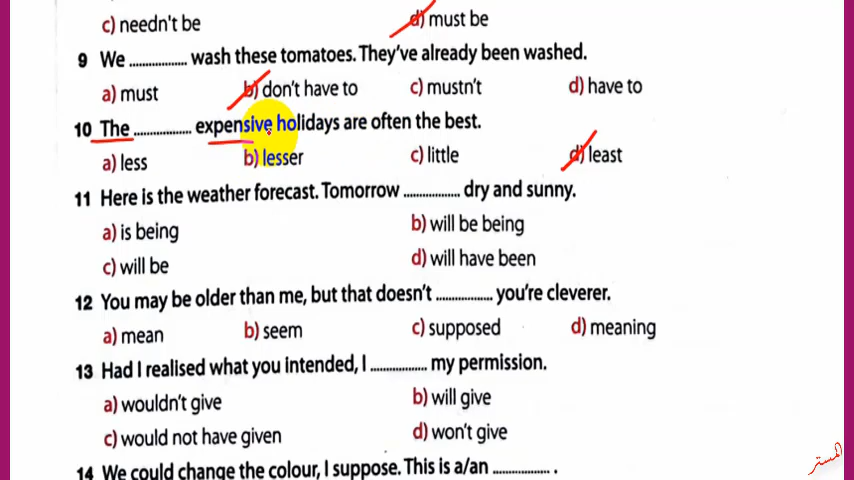 c) needn't be d) must be
9 We ................ wash these tomatoes. They've already been washed.
a) must b) don't have to c) mustn't d) have to
10 The ................ expensive holidays are often the best.
a) less b) lesser c) little d) least
11 Here is the weather forecast. Tomorrow ................ dry and sunny.
a) is being b) will be being
c) will be d) will have been
12 You may be older than me, but that doesn't ................ you're cleverer.
a) mean b) seem c) supposed d) meaning
13 Had I realised what you intended, I ................ my permission.
a) wouldn't give b) will give
c) would not have given d) won't give
14 We could change the colour, I suppose. This is a/an ................ .
المستر